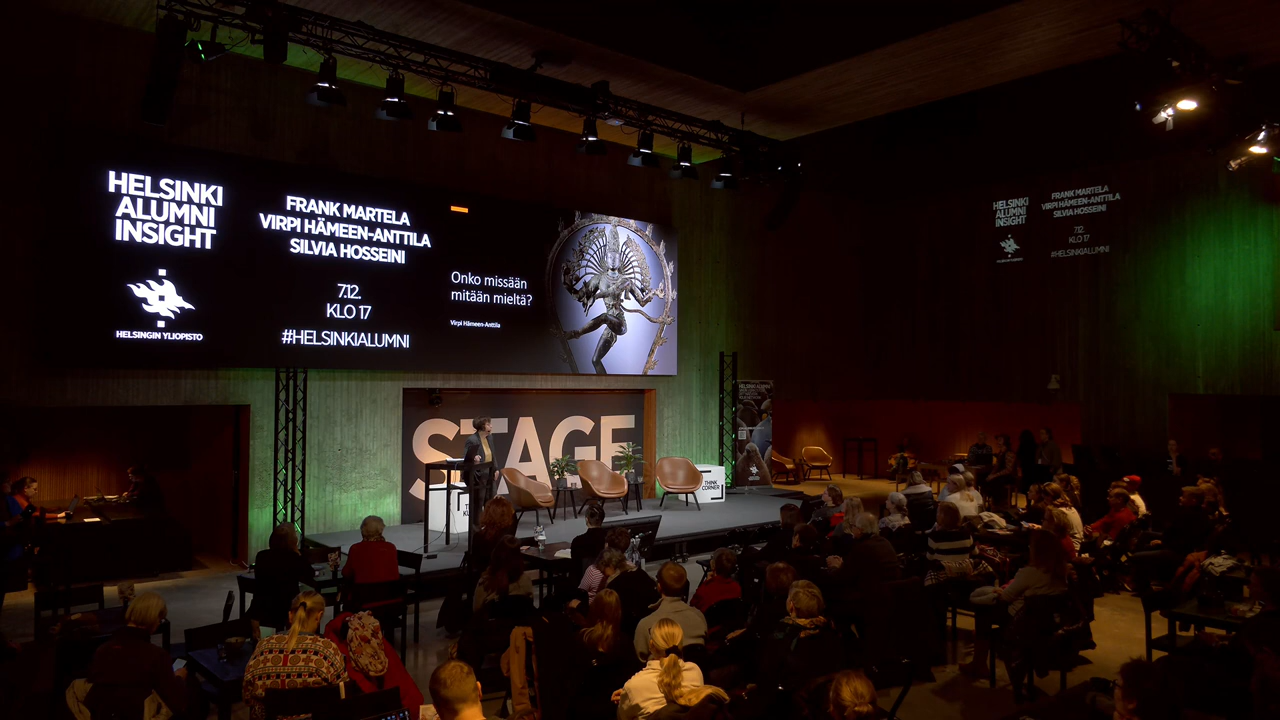 HELSINKI
ALUMNI
INSIGHT
HELSINGIN YLIOPISTO
FRANK MARTELA
VIRPI HÄMEEN-ANTTILA
SILVIA HOSSEINI
7.12.
KLO 17
#HELSINKIALUMNI
Onko missään
mitään mieltä?
Virpi Hämeen-Anttila
HELSINKI
ALUMNI
INSIGHT
FRANK MARTELA
VIRPI HÄMEEN-ANTTILA
SILVIA HOSSEINI
7.12.
KLO 17
#HELSINKIALUMNI
STAGE
THINK
CORNER
HELSINKI ALUMNI